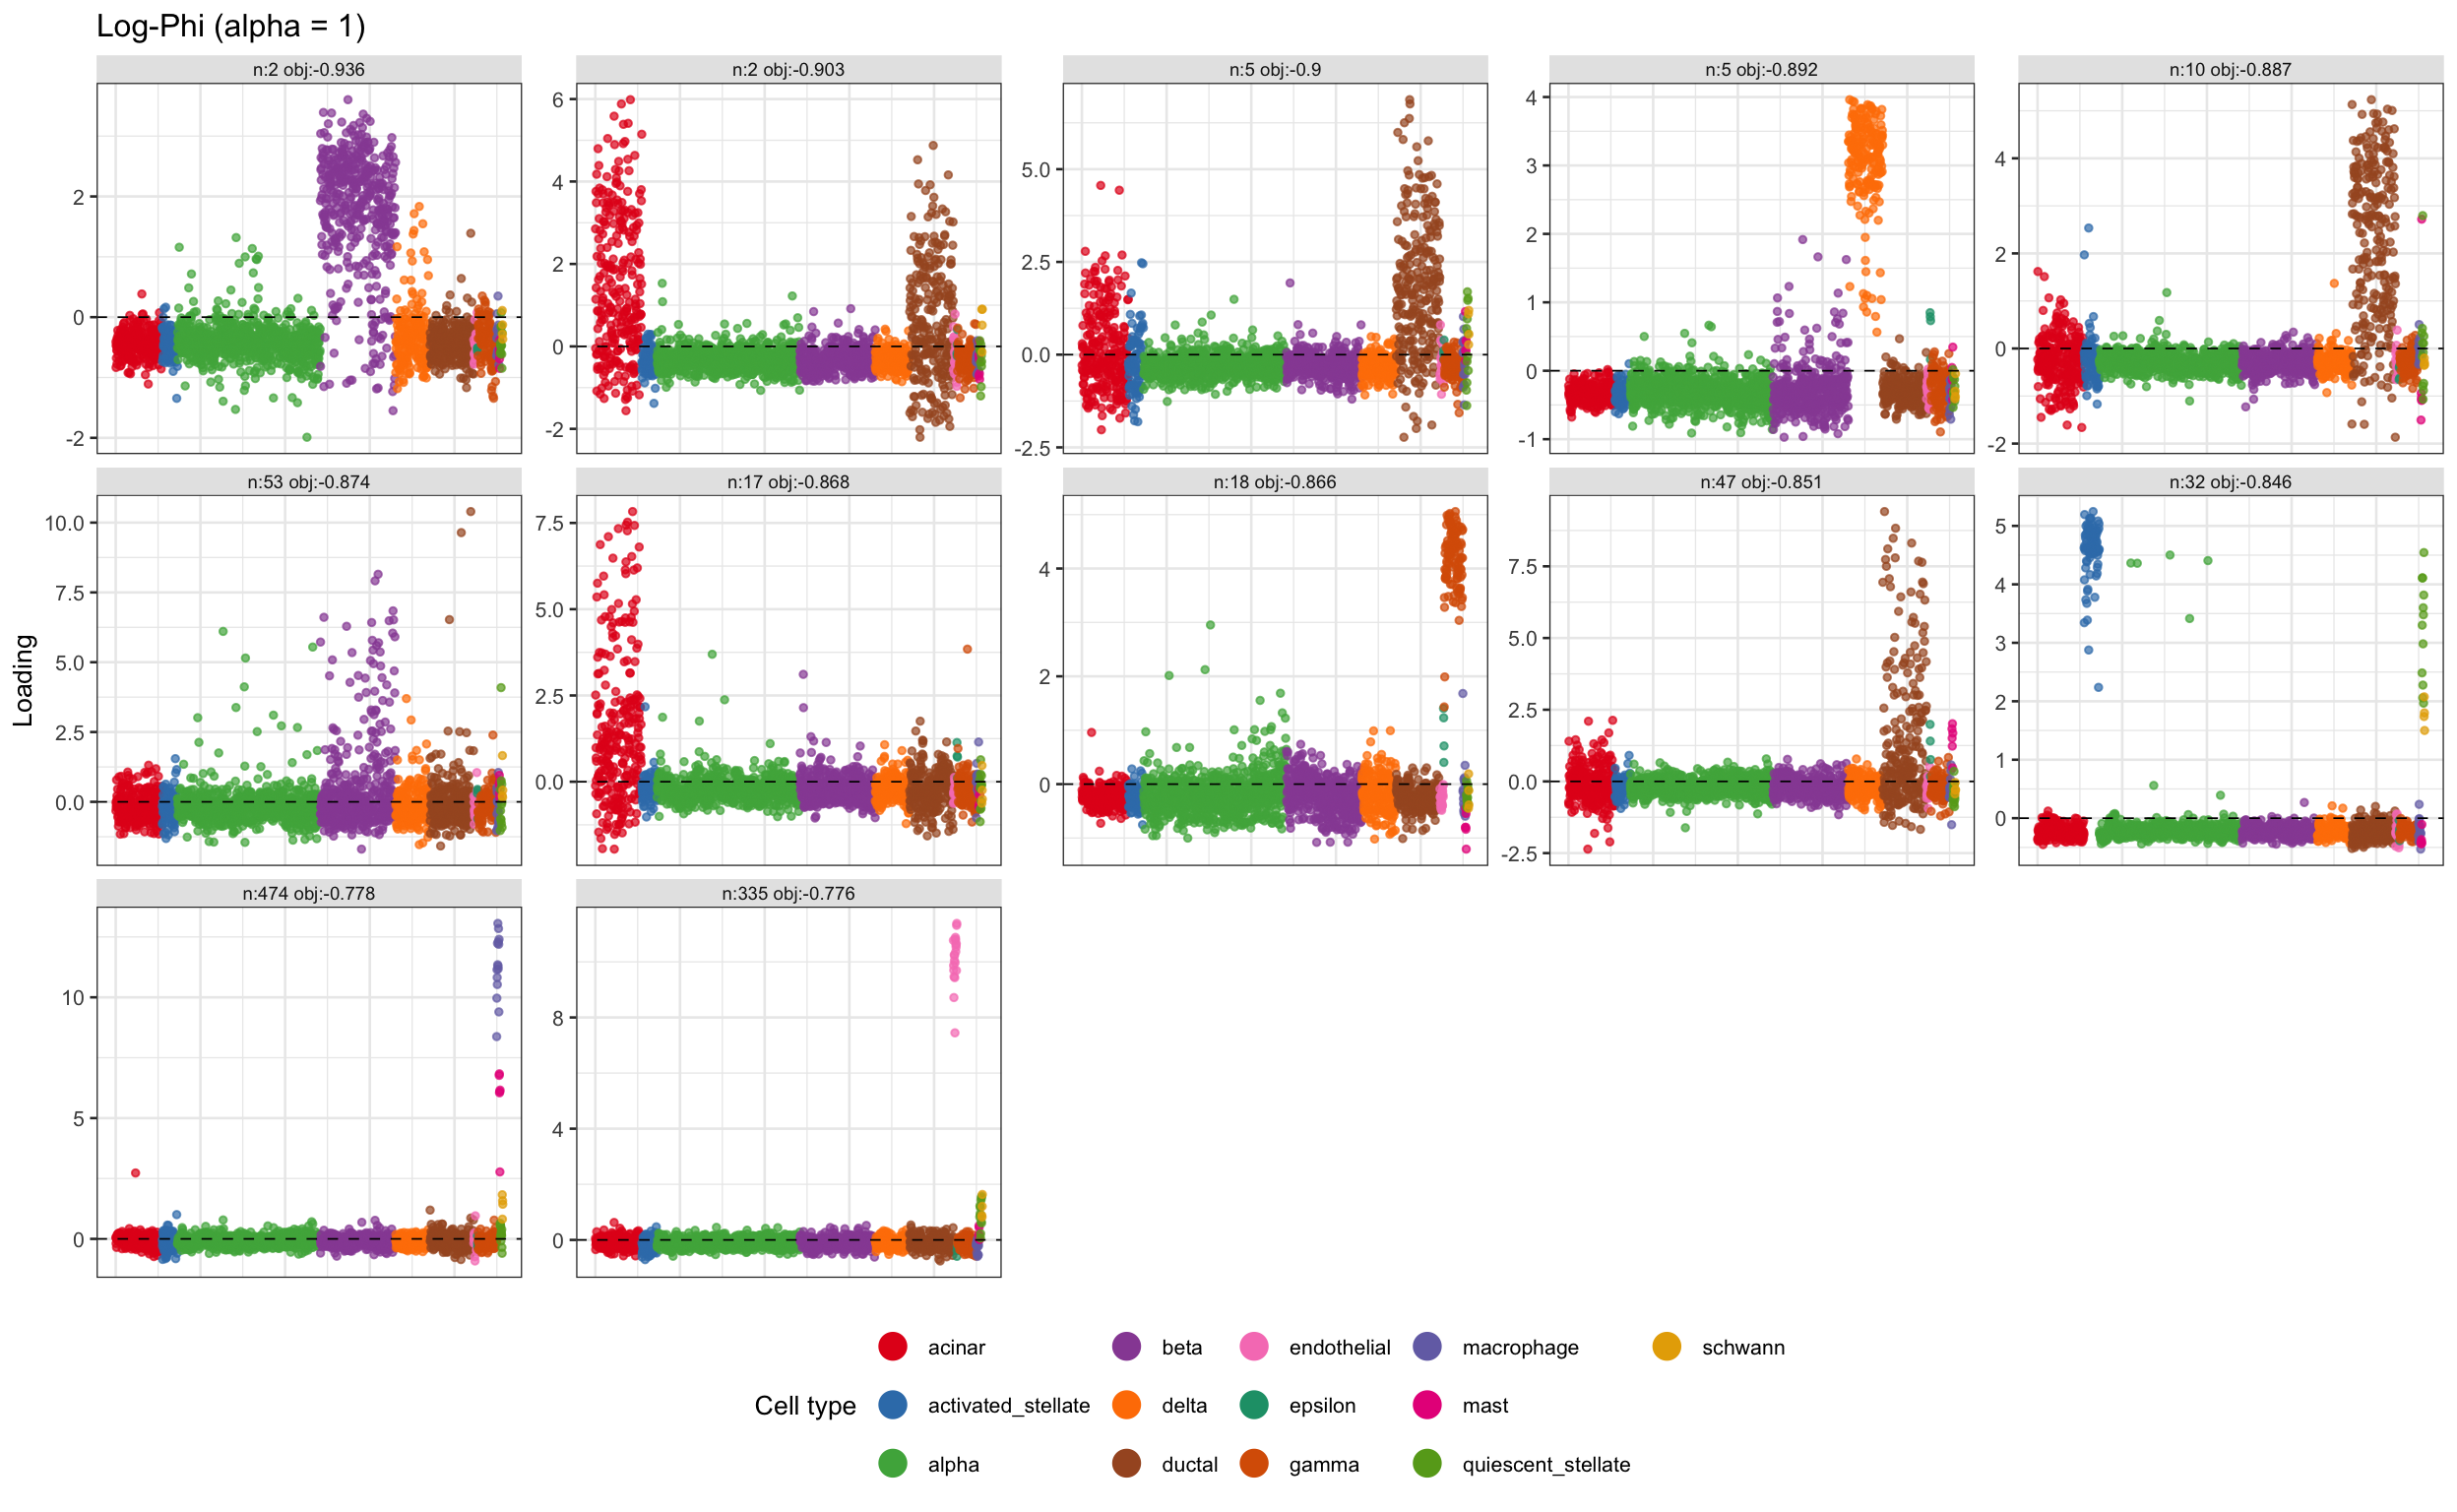 Log-Phi (alpha = 1)
n:2 obj:-0.936
n:2 obj:-0.903
n:5 obj:-0.9
n:5 obj:-0.892
n:10 obj:-0.887
2
0
-2
6
4
2
0
-2
5.0
2.5
0.0
-2.5
4
3
2
1
0
-1
4
2
0
-2
n:53 obj:-0.874
n:17 obj:-0.868
n:18 obj:-0.866
n:47 obj:-0.851
n:32 obj:-0.846
Loading
10.0
7.5
5.0
2.5
0.0
7.5
5.0
2.5
0.0
4
2
0
7.5
5.0
2.5
0.0
-2.5
5
4
3
2
1
0
n:474 obj:-0.778
n:335 obj:-0.776
10
5
0
8
4
0
Cell type
acinar
activated_stellate
alpha
beta
delta
ductal
endothelial
epsilon
gamma
macrophage
mast
quiescent_stellate
schwann